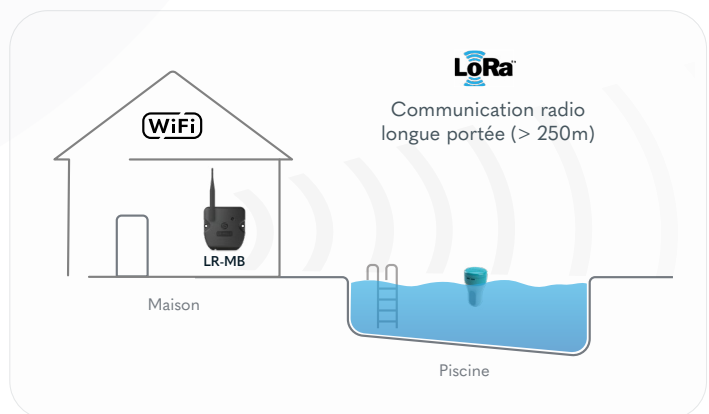 LoRa
WiFi
Communication radio
longue portée (> 250m)
LR-MB
Maison
Piscine